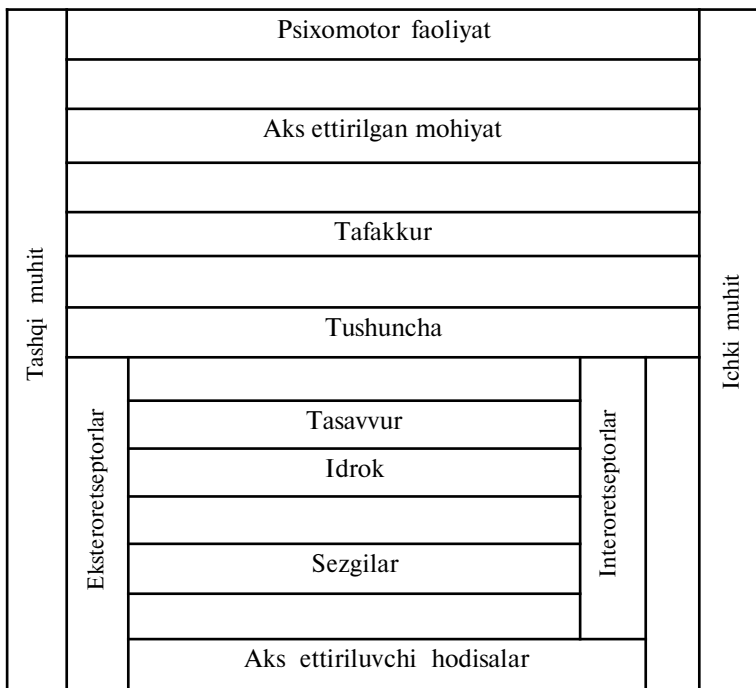 Psixomotor faoliyat
Aks ettirilgan mohiyat
Tafakkur
Tushuncha
Tashqi muhit
Ichki muhit
Eksteroretseptorlar
Tasavvur
Idrok
Sezgilar
Interoretseptorlar
Aks ettiriluvchi hodisalar